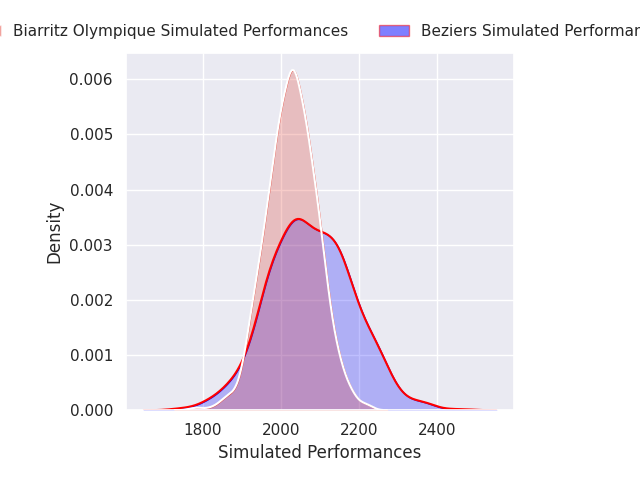 Biarritz Olympique Simulated Performances
Beziers Simulated Performan
0.006
0.005
0.004
0.003
0.002
0.001
0.000
Density
1800 2000 2200 2400
Simulated Performances